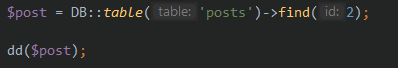 $post = DB::table( table: 'posts')->find( id: 2);
dd($post);